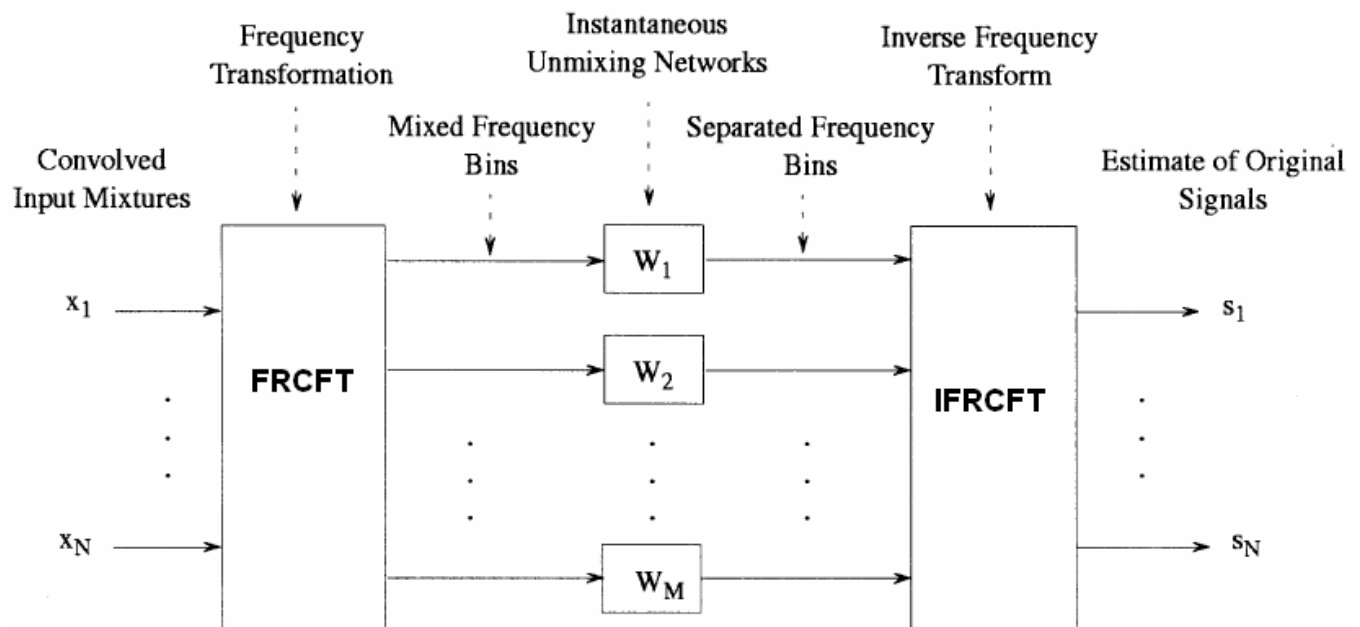 Frequency
Transformation
Instantaneous
Unmixing Networks
Inverse Frequency
Transform
Mixed Frequency
Bins
Separated Frequency
Bins
Convolved
Input Mixtures
Estimate of Original
Signals
x1
xN
FRCFT
W1
W2
WM
IFRCFT
s1
sN